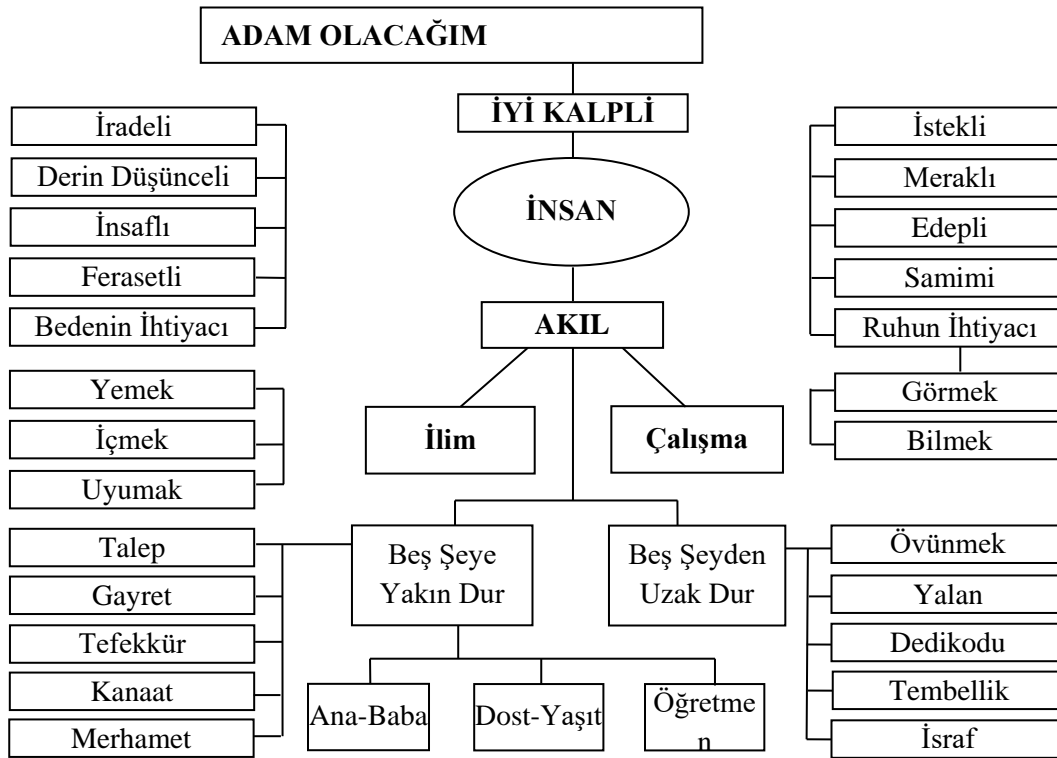 ADAM OLACAĞIM
İYİ KALPLİ
İNSAN
AKIL
İlim
Çalışma
İradeli
Derin Düşünceli
İnsaflı
Ferasetli
Bedenin İhtiyacı
Yemek
İçmek
Uyumak
İstekli
Meraklı
Edepli
Samimi
Ruhun İhtiyacı
Görmek
Bilmek
Beş Şeye
Yakın Dur
Talep
Gayret
Tefekkür
Kanaat
Merhamet
Ana-Baba
Dost-Yaşıt
Öğretme
n
Beş Şeyden
Uzak Dur
Övünmek
Yalan
Dedikodu
Tembellik
İsraf